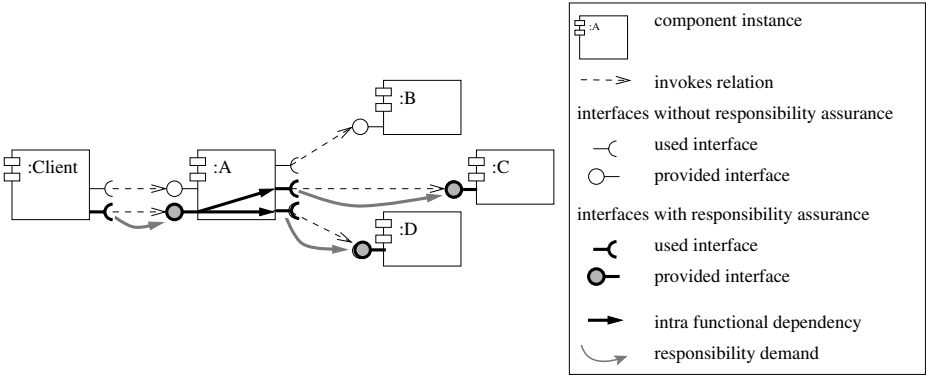 :Client
:A
:B
:C
:D
:A
component instance
invokes relation
interfaces without responsibility assurance
used interface
provided interface
interfaces with responsibility assurance
used interface
provided interface
intra functional dependency
responsibility demand